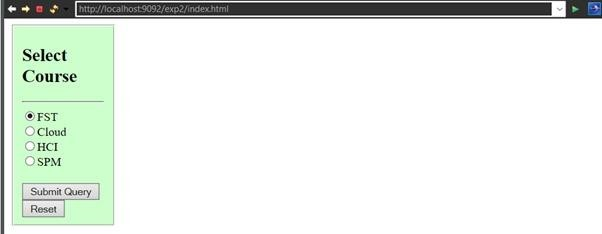 http://localhost:9092/exp2/index.html
Select
Course
FST
Cloud
HCI
SPM
Submit Query
Reset